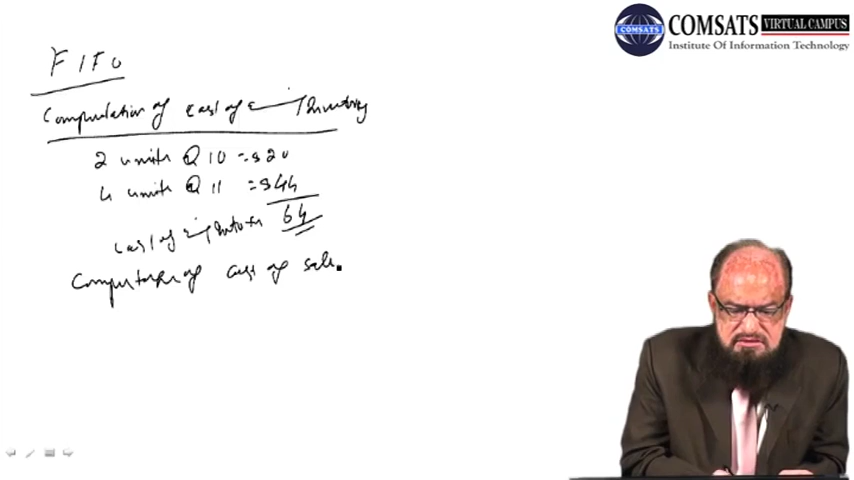 COMSATS VIRTUAL CAMPUS
Institute Of Information Technology
COMSATS
FIFO
Computation of cost of Inventory
2 units @ 10 = $20
4 units @ 11 = $44
cost of 64
Computation of cost of sale